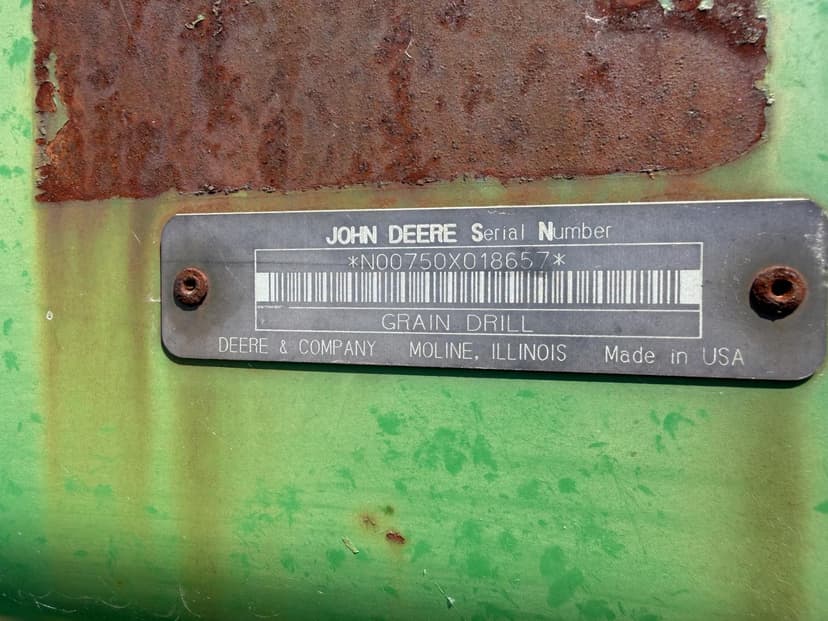 JOHN DEERE Serial Number
*N00750X018657*
GRAIN DRILL
DEERE & COMPANY MOLINE, ILLINOIS Made in USA